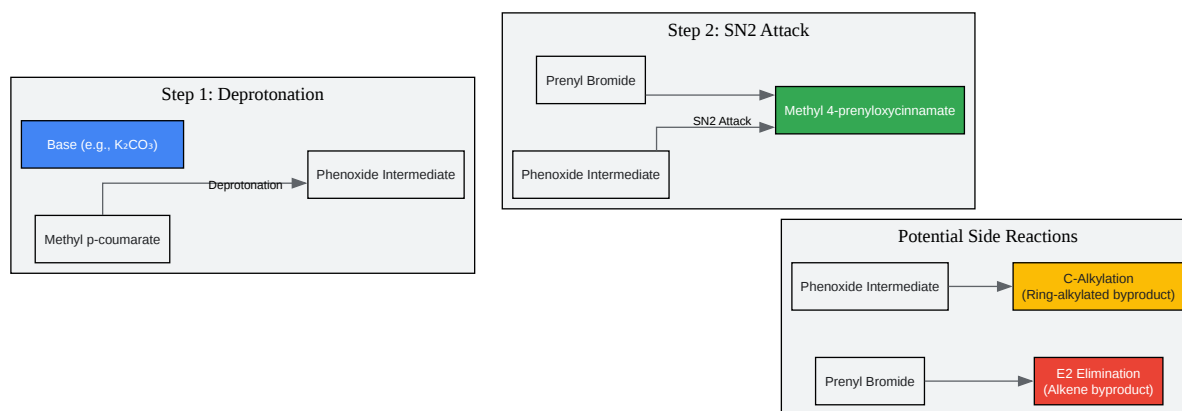 Step 1: Deprotonation
Base (e.g., K₂CO₃)
Phenoxide Intermediate
Deprotonation
Methyl p-coumarate
Step 2: SN2 Attack
Prenyl Bromide
Methyl 4-prenyloxycinnamate
SN2 Attack
Phenoxide Intermediate
Potential Side Reactions
Phenoxide Intermediate
C-Alkylation
(Ring-alkylated byproduct)
Prenyl Bromide
E2 Elimination
(Alkene byproduct)